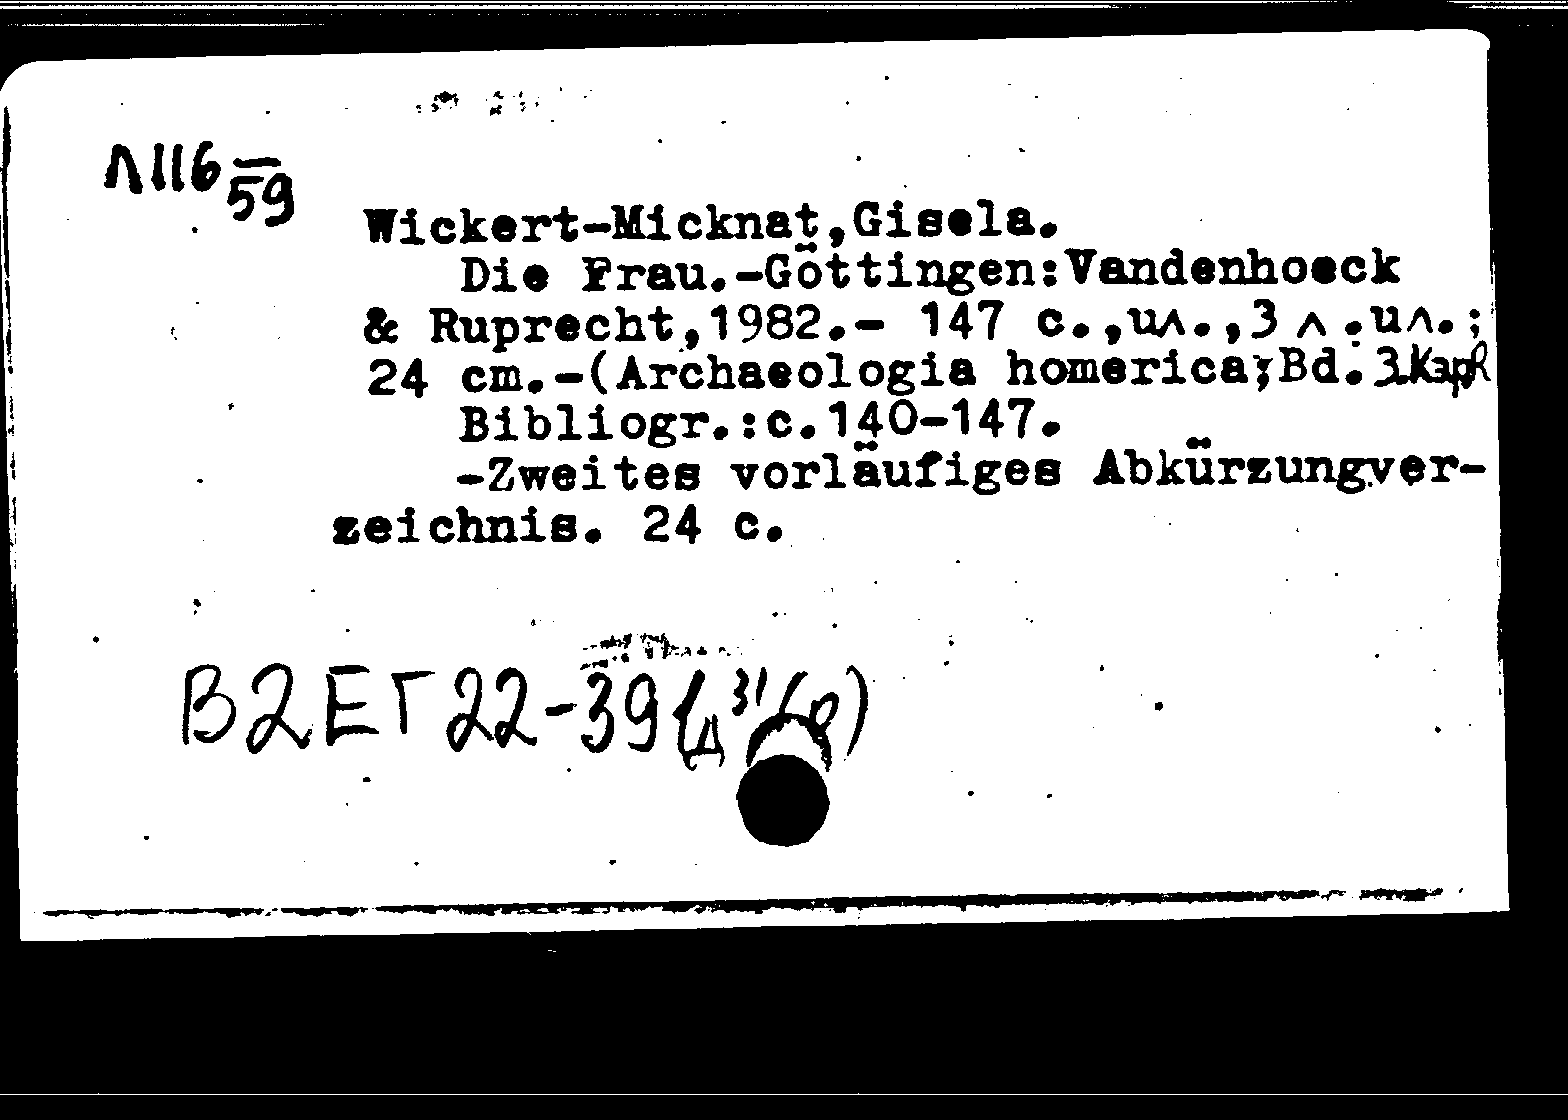 Л116
59
Wickert-Micknat,Gisela.
Die Frau.-Göttingen:Vandenhoeck
& Ruprecht,1982.- 147 с.,ил.,3 л.ил.;
24 cm.-(Archaeologia homerica;Bd. 3.Kap R
Bibliogr.:с.140-147.
-Zweites vorläufiges Abkürzungver-
zeichnis. 24 с.
В2ЕГ22-39